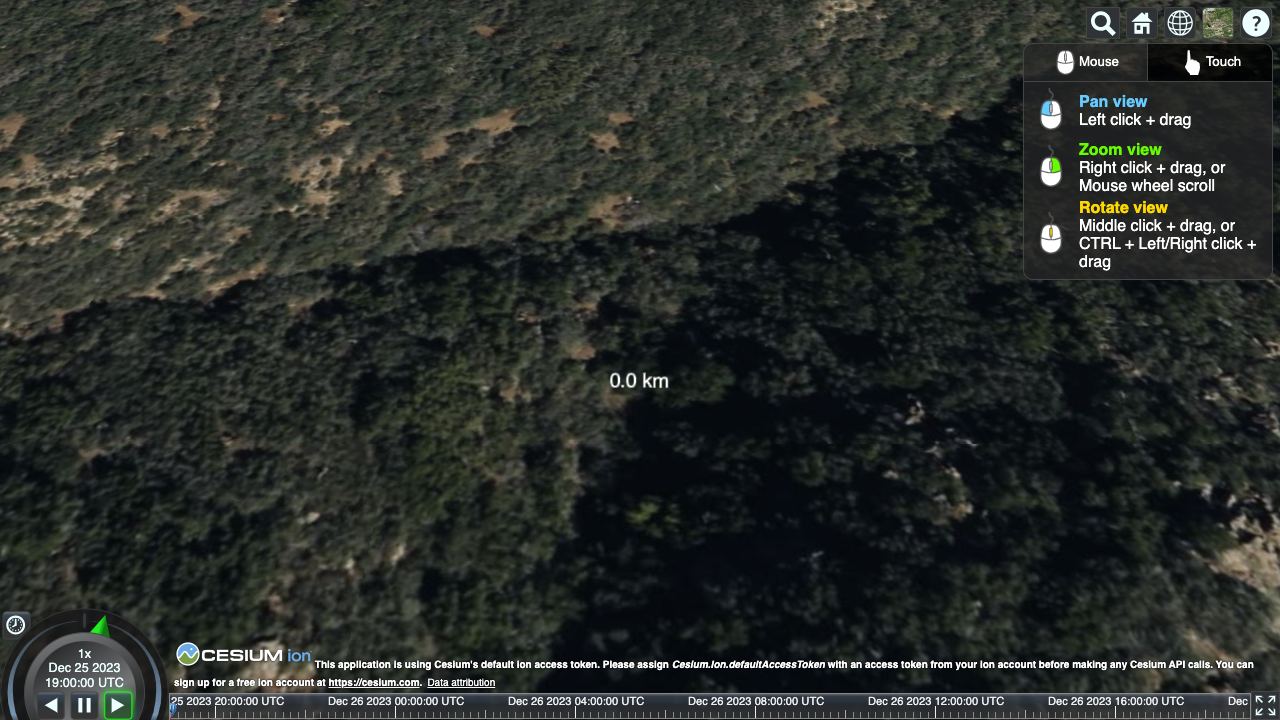 Mouse
Touch
Pan view
Left click + drag
Zoom view
Right click + drag, or
Mouse wheel scroll
Rotate view
Middle click + drag, or
CTRL + Left/Right click +
drag
0.0 km
1x
Dec 25 2023
19:00:00 UTC
CESIUM ion This application is using Cesium's default ion access token. Please assign Cesium.Ion.defaultAccessToken with an access token from your ion account before making any Cesium API calls. You can
sign up for a free ion account at https://cesium.com. Data attribution
25 2023 20:00:00 UTC Dec 26 2023 00:00:00 UTC Dec 26 2023 04:00:00 UTC Dec 26 2023 08:00:00 UTC Dec 26 2023 12:00:00 UTC Dec 26 2023 16:00:00 UTC Dec